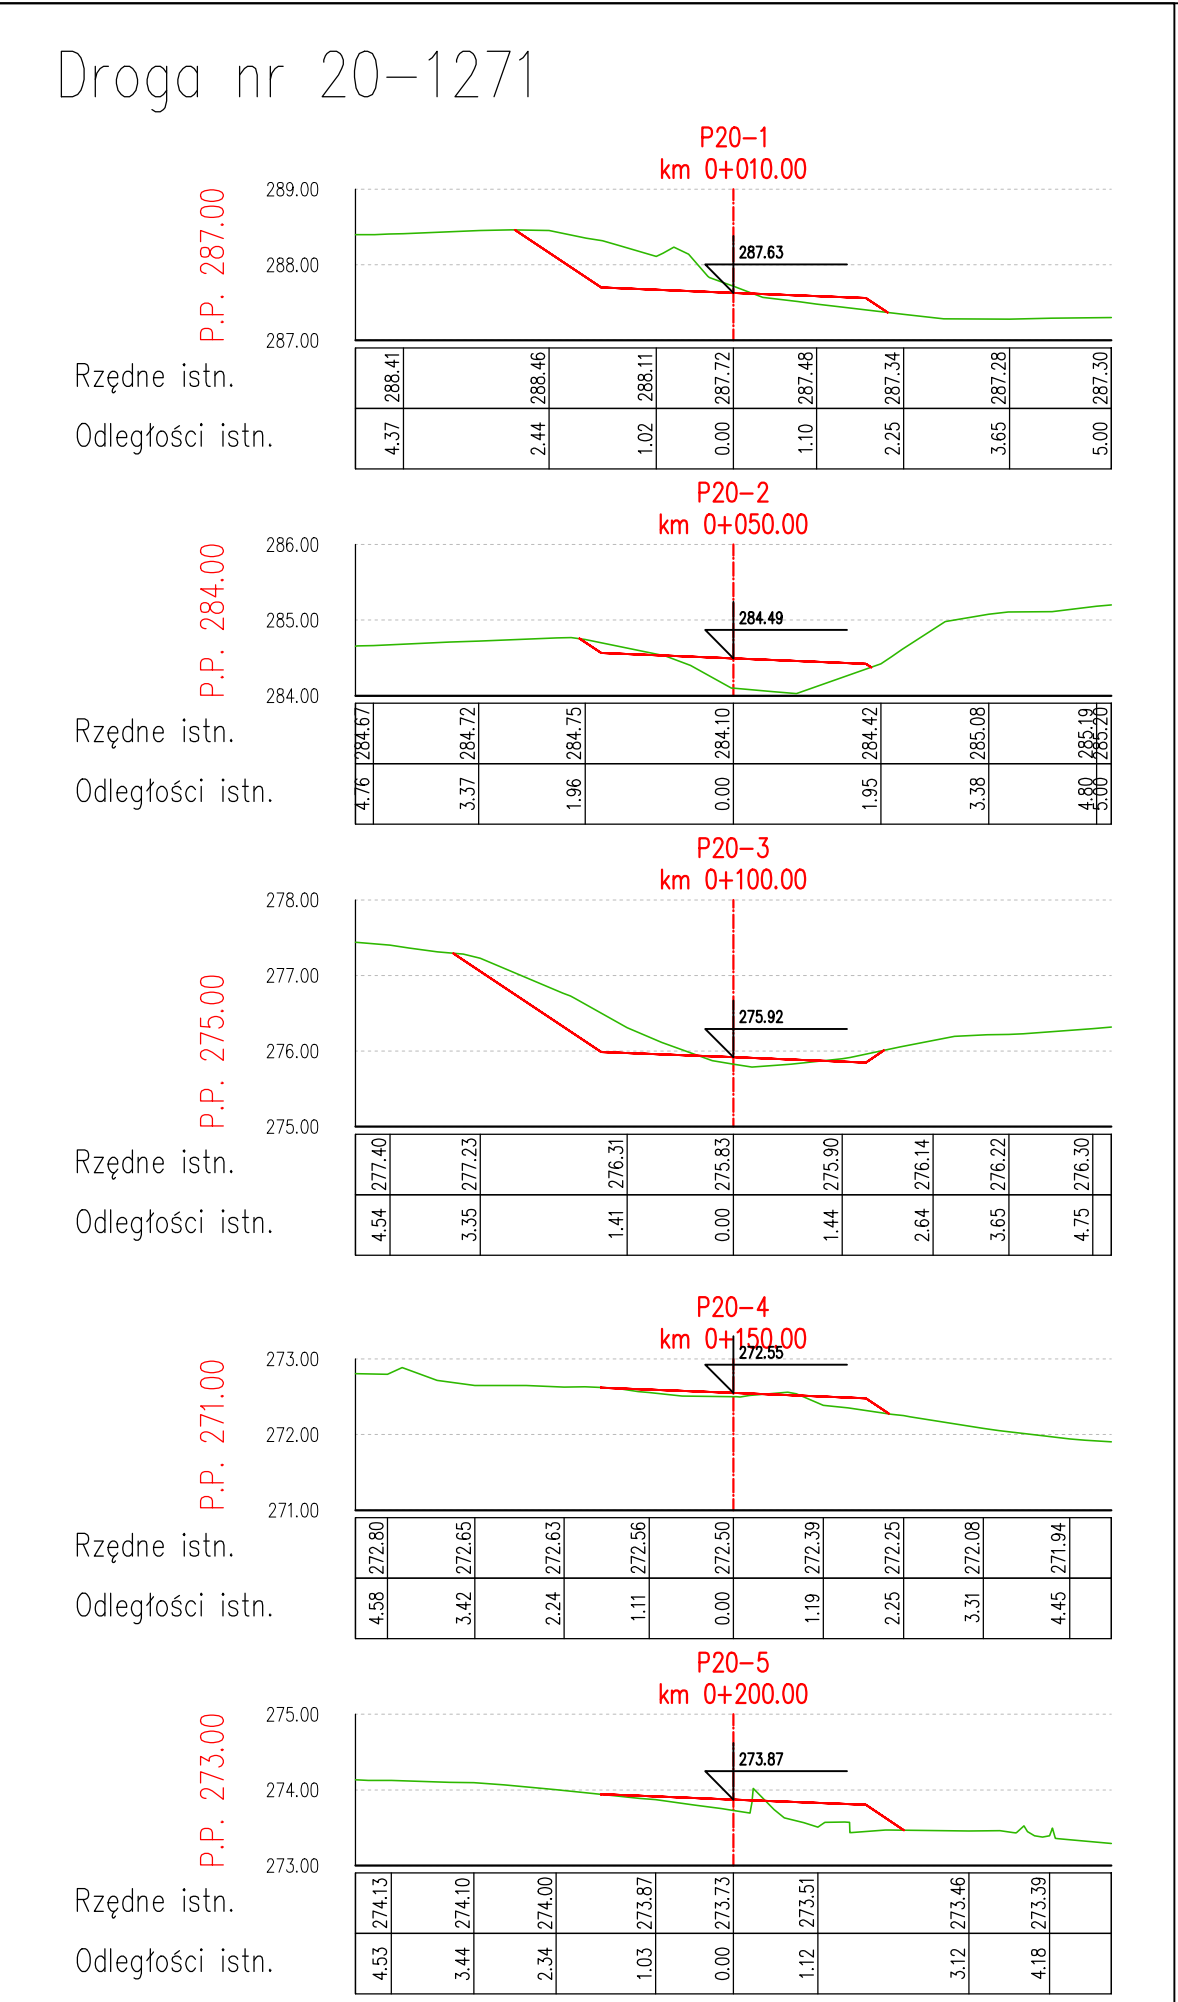 Droga nr 20-1271
P20-1
km 0+010.00
P.P. 287.00
289.00
288.00
287.00
287.63
Rzędne istn.
288.41 288.46 288.11 287.72 287.48 287.34 287.28 287.30
Odległości istn.
4.37 2.44 1.02 0.00 1.10 2.25 3.65 5.00
P20-2
km 0+050.00
P.P. 284.00
286.00
285.00
284.00
284.49
Rzędne istn.
284.67 284.72 284.75 284.10 284.42 285.08 285.19 285.20
Odległości istn.
4.76 3.37 1.96 0.00 1.95 3.38 4.80 5.00
P20-3
km 0+100.00
P.P. 275.00
278.00
277.00
276.00
275.00
275.92
Rzędne istn.
277.40 277.23 276.31 275.83 275.90 276.14 276.22 276.30
Odległości istn.
4.54 3.35 1.41 0.00 1.44 2.64 3.65 4.75
P20-4
km 0+150.00
P.P. 271.00
273.00
272.00
271.00
272.55
Rzędne istn.
272.80 272.65 272.63 272.56 272.50 272.39 272.25 272.08 271.94
Odległości istn.
4.58 3.42 2.24 1.11 0.00 1.19 2.25 3.31 4.45
P20-5
km 0+200.00
P.P. 273.00
275.00
274.00
273.00
273.87
Rzędne istn.
274.13 274.10 274.00 273.87 273.73 273.51 273.46 273.39
Odległości istn.
4.53 3.44 2.34 1.03 0.00 1.12 3.12 4.18